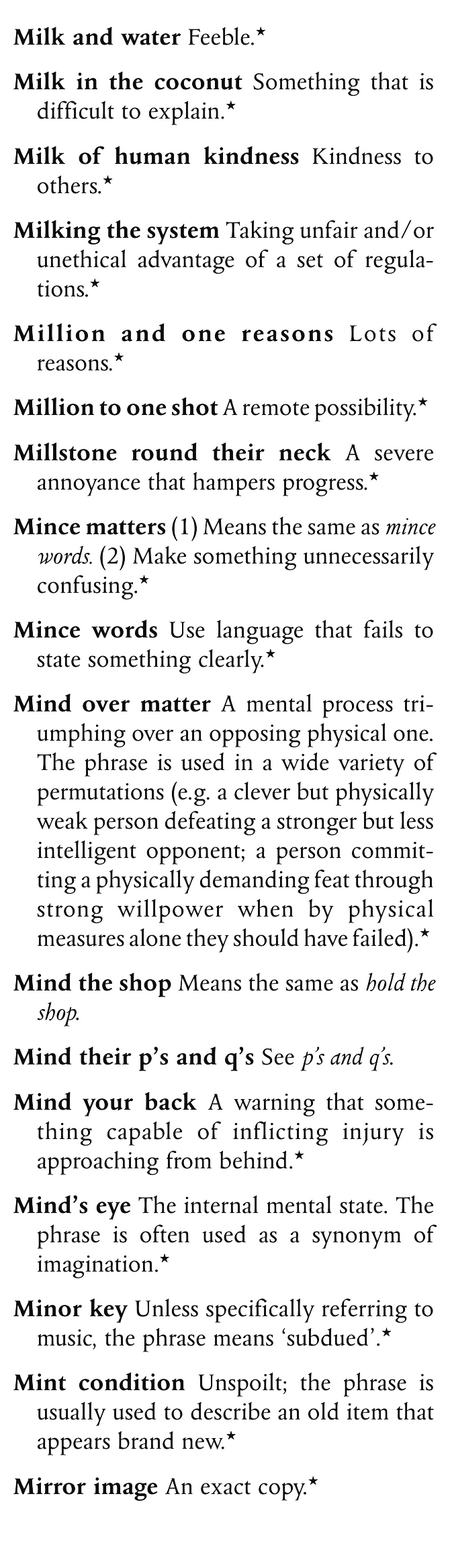 Milk and water Feeble.★
Milk in the coconut Something that is
difficult to explain.★
Milk of human kindness Kindness to
others.★
Milking the system Taking unfair and/or
unethical advantage of a set of regula-
tions.★
Million and one reasons Lots of
reasons.★
Million to one shot A remote possibility.★
Millstone round their neck A severe
annoyance that hampers progress.★
Mince matters (1) Means the same as mince
words. (2) Make something unnecessarily
confusing.★
Mince words Use language that fails to
state something clearly.★
Mind over matter A mental process tri-
umphing over an opposing physical one.
The phrase is used in a wide variety of
permutations (e.g. a clever but physically
weak person defeating a stronger but less
intelligent opponent; a person commit-
ting a physically demanding feat through
strong willpower when by physical
measures alone they should have failed).★
Mind the shop Means the same as hold the
shop.
Mind their p’s and q’s See p’s and q’s.
Mind your back A warning that some-
thing capable of inflicting injury is
approaching from behind.★
Mind’s eye The internal mental state. The
phrase is often used as a synonym of
imagination.★
Minor key Unless specifically referring to
music, the phrase means ‘subdued’.★
Mint condition Unspoilt; the phrase is
usually used to describe an old item that
appears brand new.★
Mirror image An exact copy.★